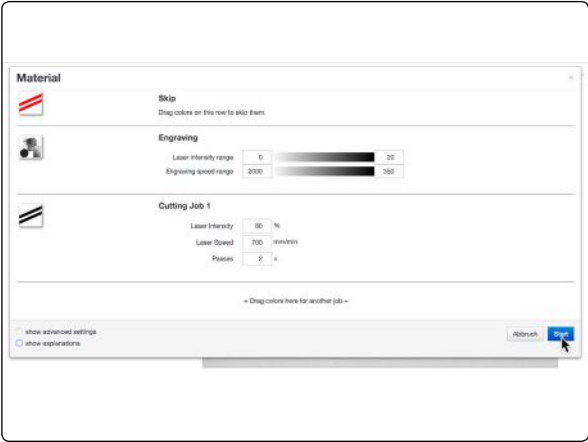 Material
×
Skip
Drag colors on this row to skip them.
Engraving
Laser intensity range 0 20
Engraving speed range 2000 350
Cutting Job 1
Laser Intensity 80 %
Laser Speed 700 mm/min
Passes 2 x
« Drag colors here for another job »
show advanced settings
show explanations
Abbruch Start